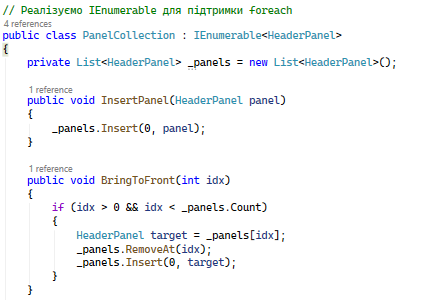 // Реалізуємо IEnumerable для підтримки foreach
4 references
public class PanelCollection : IEnumerable<HeaderPanel>
{
    private List<HeaderPanel> _panels = new List<HeaderPanel>();
    1 reference
    public void InsertPanel(HeaderPanel panel)
    {
        _panels.Insert(0, panel);
    }
    1 reference
    public void BringToFront(int idx)
    {
        if (idx > 0 && idx < _panels.Count)
        {
            HeaderPanel target = _panels[idx];
            _panels.RemoveAt(idx);
            _panels.Insert(0, target);
        }
    }